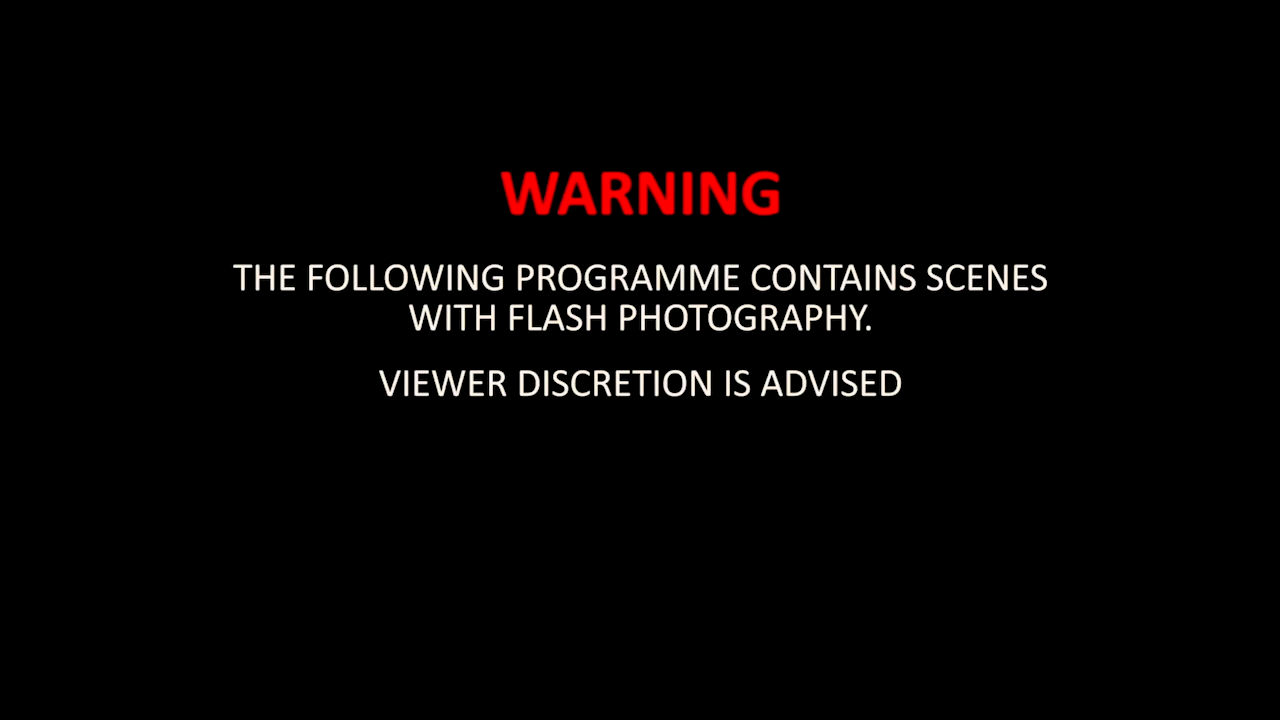 WARNING
THE FOLLOWING PROGRAMME CONTAINS SCENES
WITH FLASH PHOTOGRAPHY.
VIEWER DISCRETION IS ADVISED